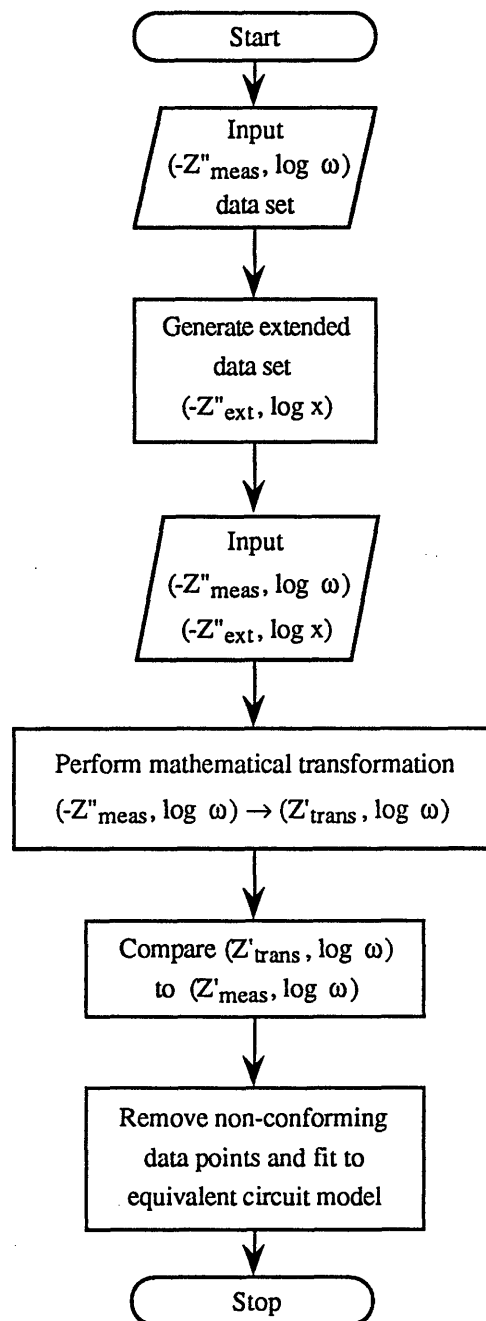 Start
Input
(-Z"meas, log ω)
data set
Generate extended
data set
(-Z"ext, log x)
Input
(-Z"meas, log ω)
(-Z"ext, log x)
Perform mathematical transformation
(-Z"meas, log ω) → (Z'trans, log ω)
Compare (Z'trans, log ω)
to (Z'meas, log ω)
Remove non-conforming
data points and fit to
equivalent circuit model
Stop